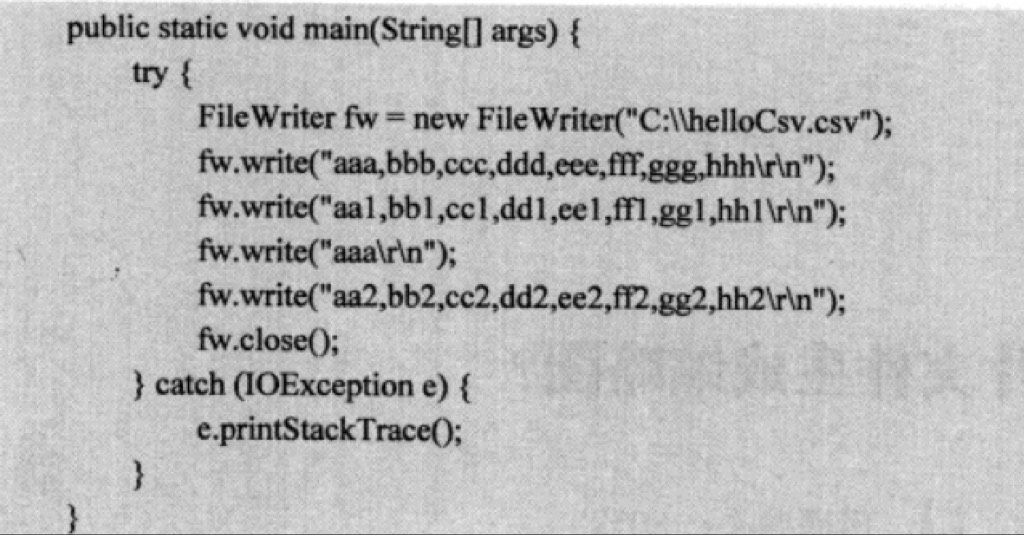 public static void main(String[] args) {
try {
FileWriter fw = new FileWriter("C:\\helloCsv.csv");
fw.write("aaa,bbb,ccc,ddd,eee,fff,ggg,hhh\r\n");
fw.write("aa1,bb1,cc1,dd1,ee1,ff1,gg1,hh1\r\n");
fw.write("aaa\r\n");
fw.write("aa2,bb2,cc2,dd2,ee2,ff2,gg2,hh2\r\n");
fw.close();
} catch (IOException e) {
e.printStackTrace();
}
}